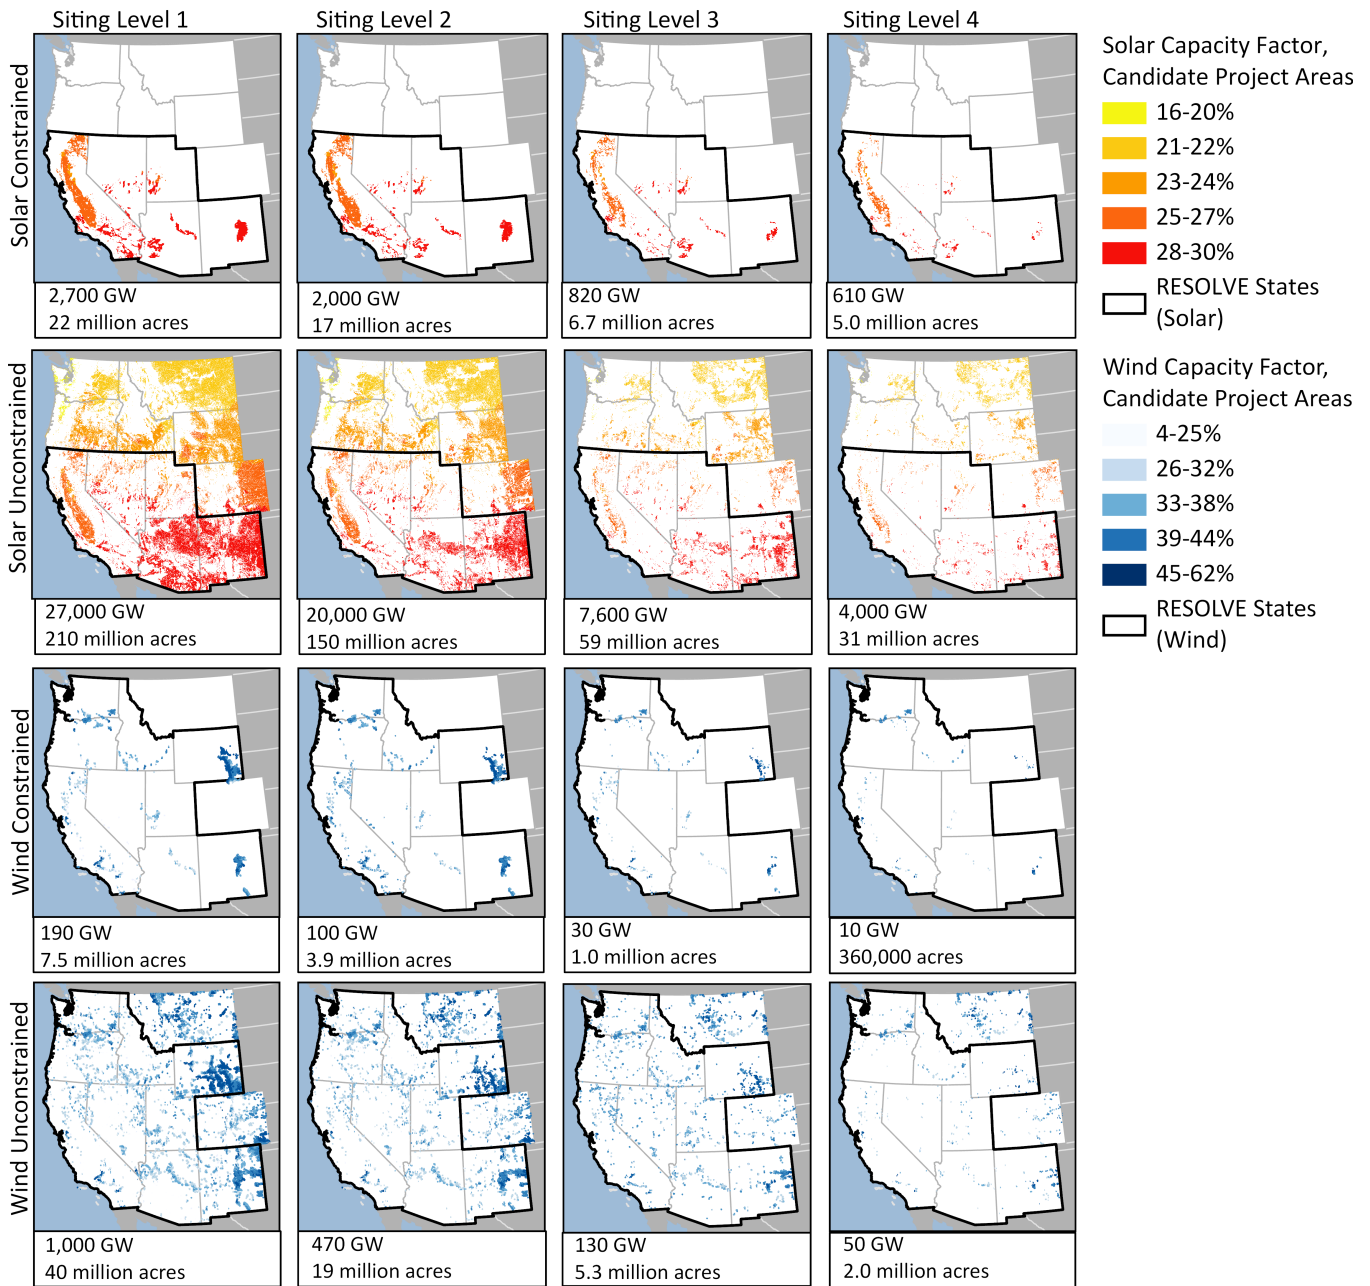 Siting Level 1
Siting Level 2
Siting Level 3
Siting Level 4
Solar Constrained
2,700 GW
22 million acres
2,000 GW
17 million acres
820 GW
6.7 million acres
610 GW
5.0 million acres
Solar Unconstrained
27,000 GW
210 million acres
20,000 GW
150 million acres
7,600 GW
59 million acres
4,000 GW
31 million acres
Wind Constrained
190 GW
7.5 million acres
100 GW
3.9 million acres
30 GW
1.0 million acres
10 GW
360,000 acres
Wind Unconstrained
1,000 GW
40 million acres
470 GW
19 million acres
130 GW
5.3 million acres
50 GW
2.0 million acres
Solar Capacity Factor,
Candidate Project Areas
16-20%
21-22%
23-24%
25-27%
28-30%
RESOLVE States
(Solar)
Wind Capacity Factor,
Candidate Project Areas
4-25%
26-32%
33-38%
39-44%
45-62%
RESOLVE States
(Wind)